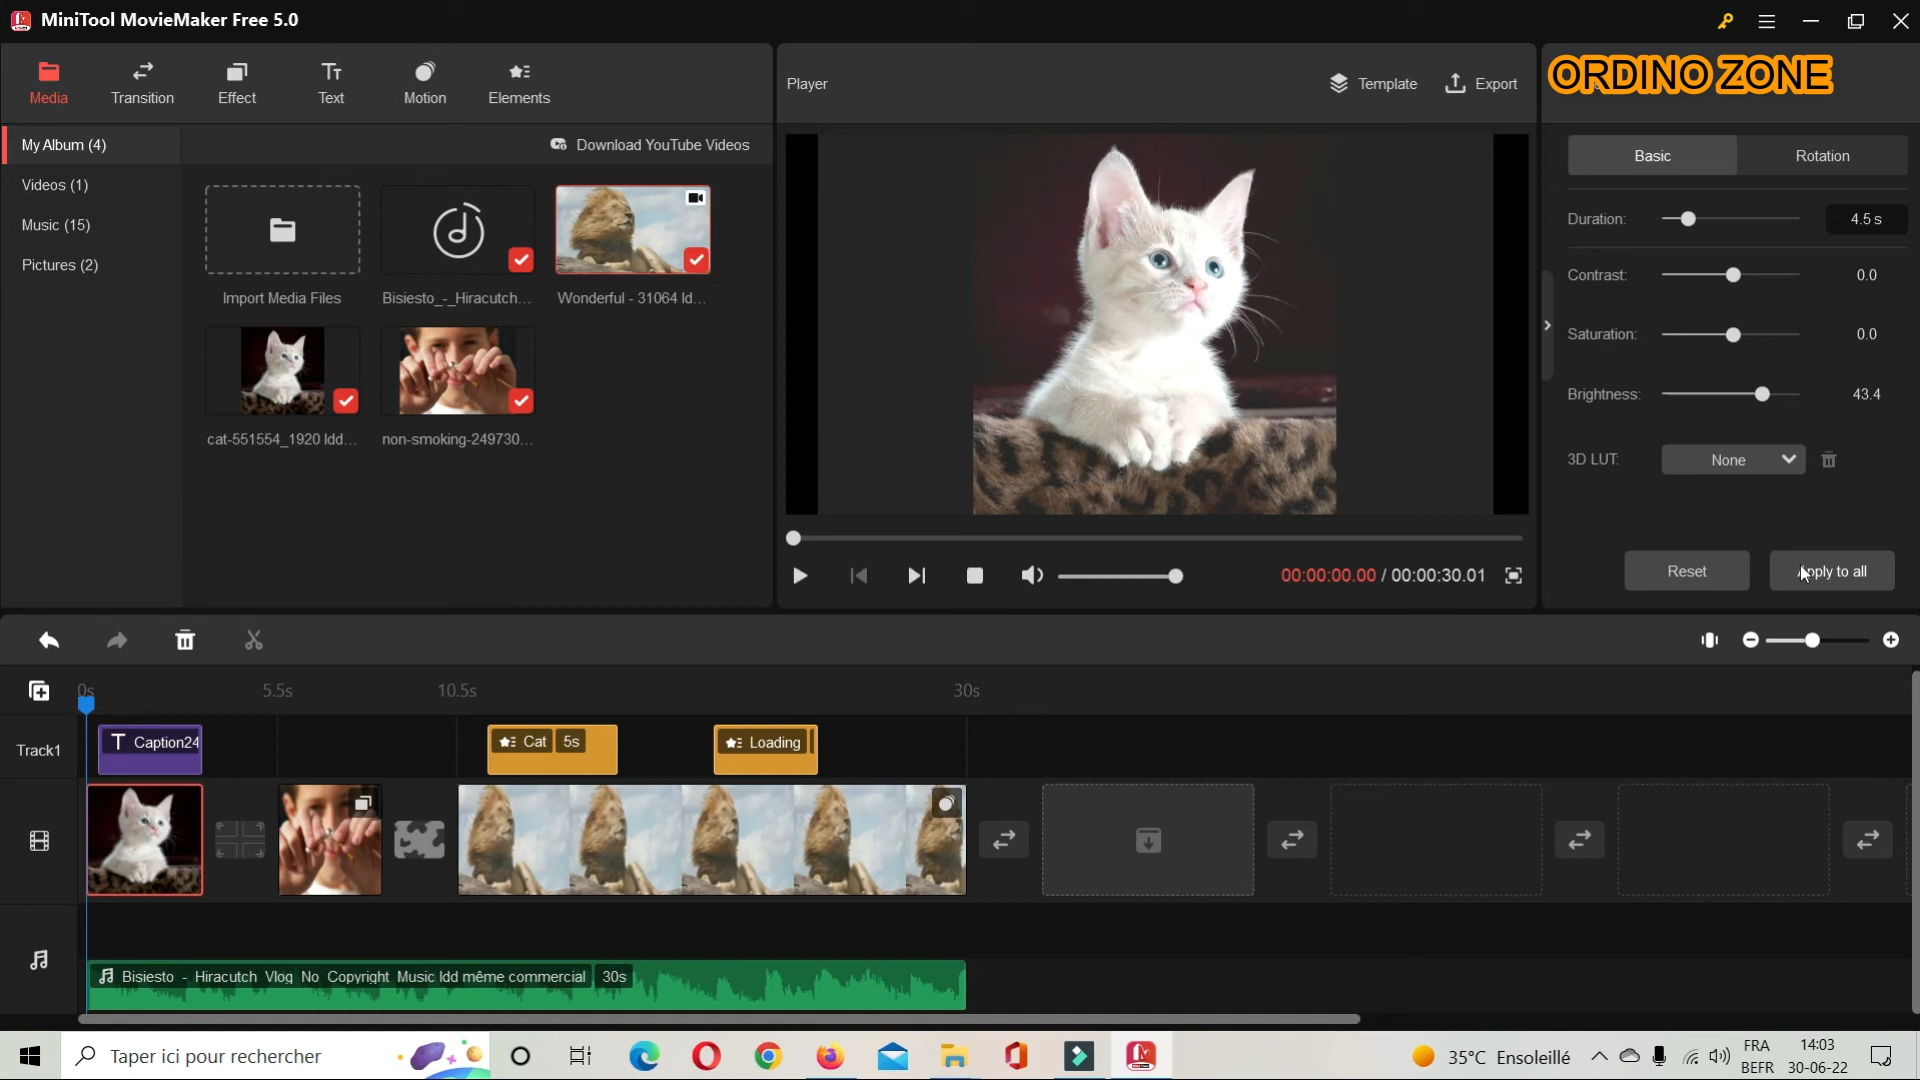 MiniTool MovieMaker Free 5.0
Media
Transition
Effect
Text
Motion
Elements
Player
Template
Export
ORDINO ZONE
My Album (4)
Videos (1)
Music (15)
Pictures (2)
Download YouTube Videos
Import Media Files
Bisiesto_-_Hiracutch...
Wonderful - 31064 Id...
cat-551554_1920 Idd...
non-smoking-249730...
Basic
Rotation
Duration:
4.5 s
Contrast:
0.0
Saturation:
0.0
Brightness:
43.4
3D LUT:
None
Reset
Apply to all
00:00:00.00 / 00:00:30.01
0s
5.5s
10.5s
30s
Track1
Caption24
Cat
5s
Loading
Bisiesto - Hiracutch Vlog No Copyright Music Idd même commercial
30s
Taper ici pour rechercher
35°C Ensoleillé
FRA
BEFR
14:03
30-06-22